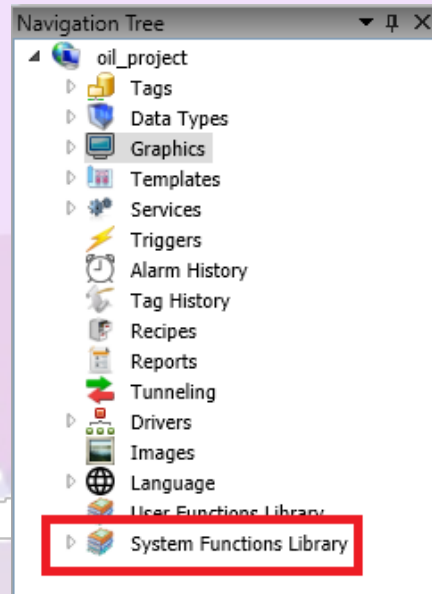 Navigation Tree
oil_project
Tags
Data Types
Graphics
Templates
Services
Triggers
Alarm History
Tag History
Recipes
Reports
Tunneling
Drivers
Images
Language
User Functions Library
System Functions Library